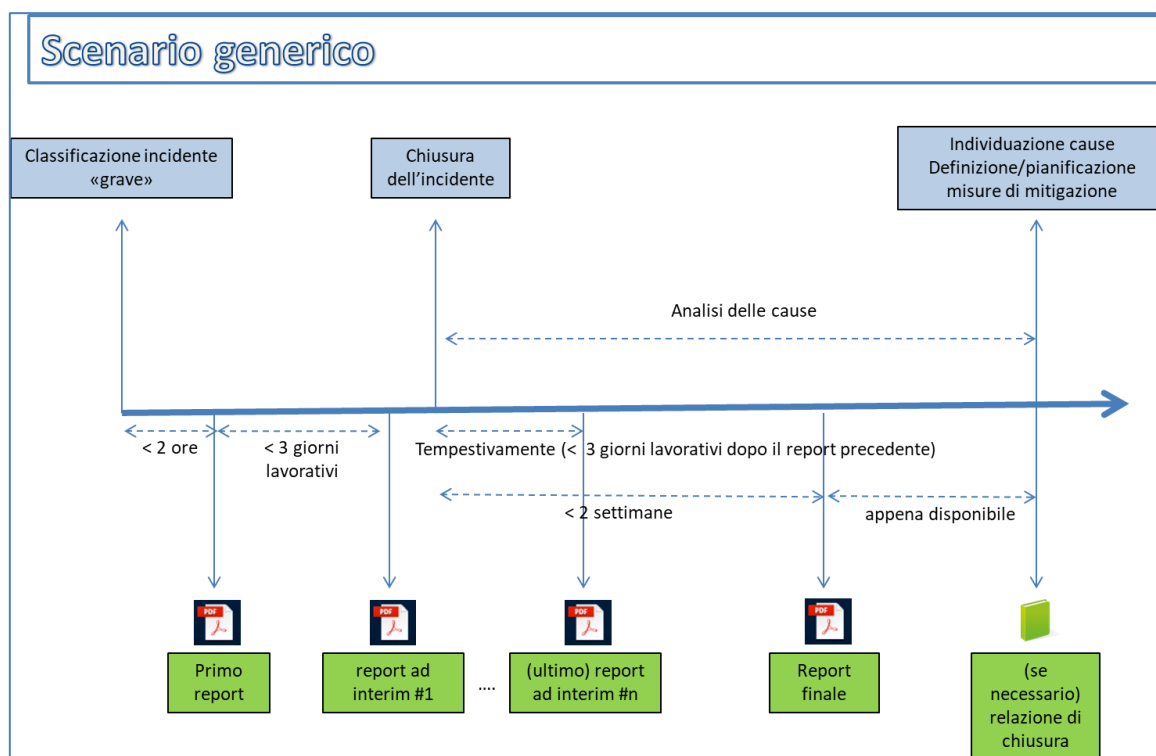 Scenario generico
Classificazione incidente
«grave»
Chiusura
dell’incidente
Individuazione cause
Definizione/pianificazione
misure di mitigazione
Analisi delle cause
< 2 ore
< 3 giorni
lavorativi
Tempestivamente (< 3 giorni lavorativi dopo il report precedente)
< 2 settimane
appena disponibile
PDF
PDF
PDF
PDF
Primo
report
report ad
interim #1
....
(ultimo) report
ad interim #n
Report
finale
(se
necessario)
relazione di
chiusura